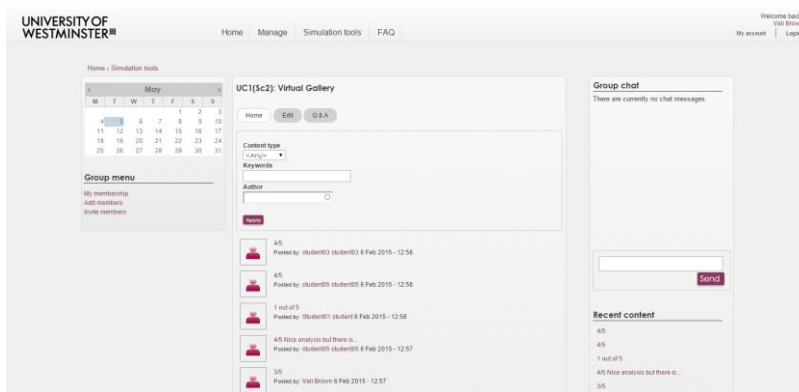 UNIVERSITY OF
WESTMINSTER
Home Manage Simulation tools FAQ
Welcome back
Vali Brown
My account Logout
Home › Simulation tools
May
M T W T F S S
1 2 3
4 5 6 7 8 9 10
11 12 13 14 15 16 17
18 19 20 21 22 23 24
25 26 27 28 29 30 31
Group menu
My membership
Add members
Invite members
UC1(Sc2): Virtual Gallery
Home Edit Q & A
Content type
<Any>
Keywords
Author
Apply
4/5
Posted by: student03 student03 6 Feb 2015 - 12:58
4/5
Posted by: student05 student05 6 Feb 2015 - 12:58
1 out of 5
Posted by: Student01 student 6 Feb 2015 - 12:58
4/5 Nice analysis but there is...
Posted by: student05 student05 6 Feb 2015 - 12:57
3/5
Posted by: Vali Brown 6 Feb 2015 - 12:57
Group chat
There are currently no chat messages.
Send
Recent content
4/5
4/5
1 out of 5
4/5 Nice analysis but there is...
3/5